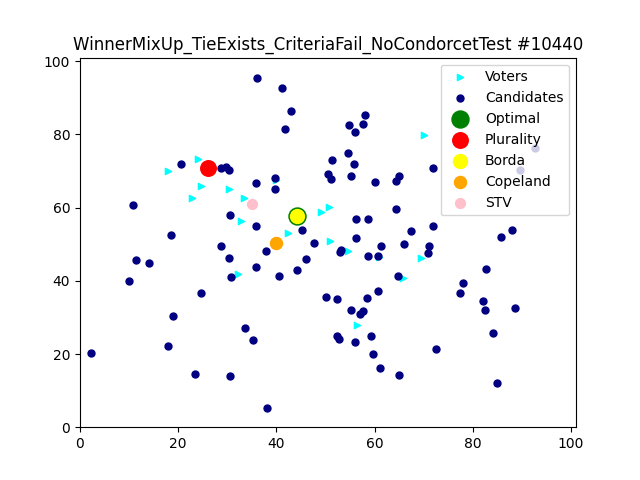 WinnerMixUp_TieExists_CriteriaFail_NoCondorcetTest #10440
Voters
Candidates
Optimal
Plurality
Borda
Copeland
STV
100
80
60
40
20
0
0 20 40 60 80 100